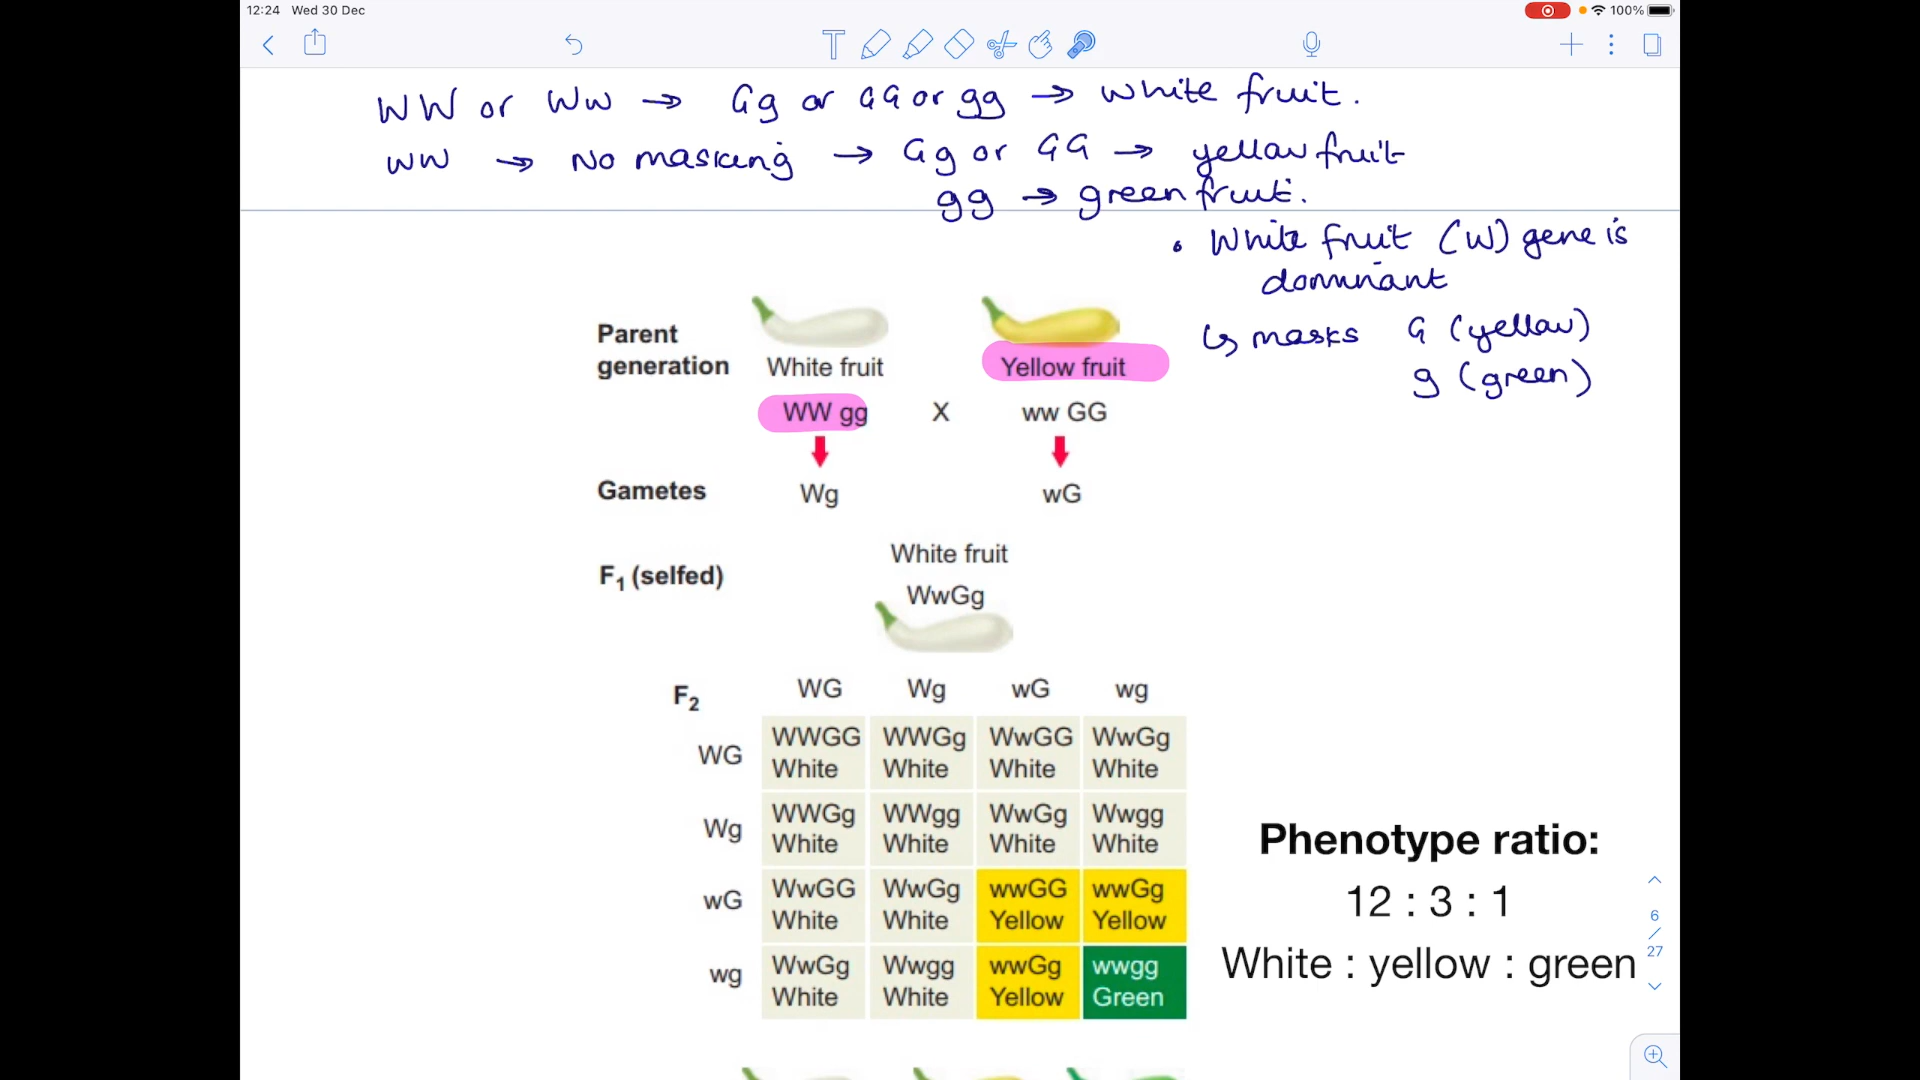 12:24 Wed 30 Dec
100%
WW or Ww → Gg or GG or gg → White fruit.
ww → No masking → Gg or GG → yellow fruit
gg → green fruit.
• White fruit (W) gene is
dominant
↳ masks G (yellow)
g (green)
Parent
generation
White fruit
Yellow fruit
WW gg X ww GG
Gametes Wg wG
White fruit
F₁ (selfed)
WwGg
F₂ WG Wg wG wg
WG
WWGG WWGg WwGG WwGg
White White White White
Wg
WWGg WWgg WwGg Wwgg
White White White White
wG
WwGG WwGg wwGG wwGg
White White Yellow Yellow
wg
WwGg Wwgg wwGg wwgg
White White Yellow Green
Phenotype ratio:
12 : 3 : 1
White : yellow : green
6
/
27